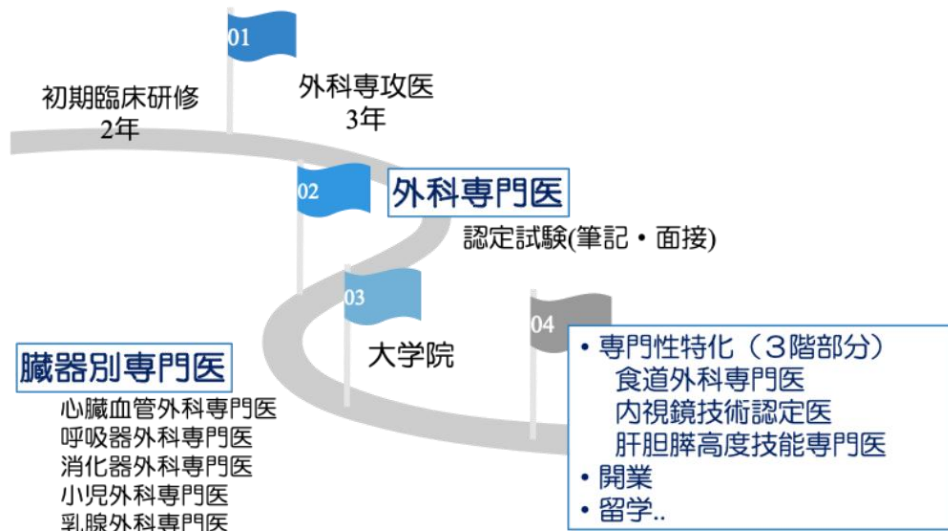 01
初期臨床研修
2年
外科専攻医
3年
02
外科専門医
認定試験(筆記・面接)
03
大学院
04
臓器別専門医
心臓血管外科専門医
呼吸器外科専門医
消化器外科専門医
小児外科専門医
乳腺外科専門医
・専門性特化（３階部分）
食道外科専門医
内視鏡技術認定医
肝胆膵高度技能専門医
・開業
・留学..